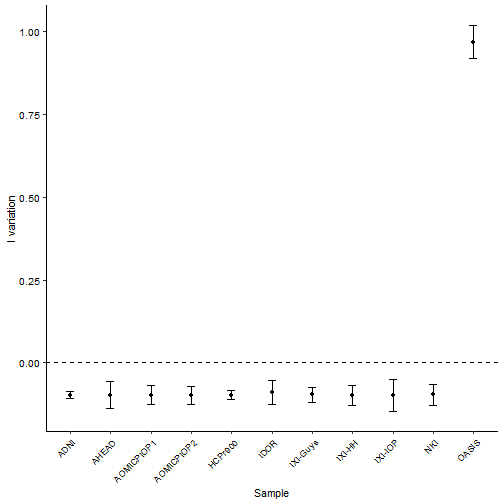 1.00
0.75
0.50
0.25
0.00
I variation
ADNI
AHEAD
AOMICPIOP1
AOMICPIOP2
HCPr900
IDOR
IXI-Guys
IXI-HH
IXI-IOP
NKI
OASIS
Sample